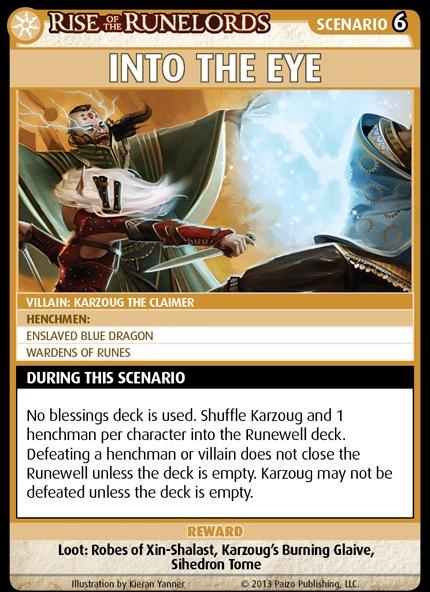 RISE OF THE RUNELORDS SCENARIO 6
INTO THE EYE
VILLAIN: KARZOUG THE CLAIMER
HENCHMEN:
ENSLAVED BLUE DRAGON
WARDENS OF RUNES
DURING THIS SCENARIO
No blessings deck is used. Shuffle Karzoug and 1
henchman per character into the Runewell deck.
Defeating a henchman or villain does not close the
Runewell unless the deck is empty. Karzoug may not be
defeated unless the deck is empty.
REWARD
Loot: Robes of Xin-Shalast, Karzoug's Burning Glaive,
Sihedron Tome
Illustration by Kieran Yanner © 2013 Paizo Publishing, LLC.